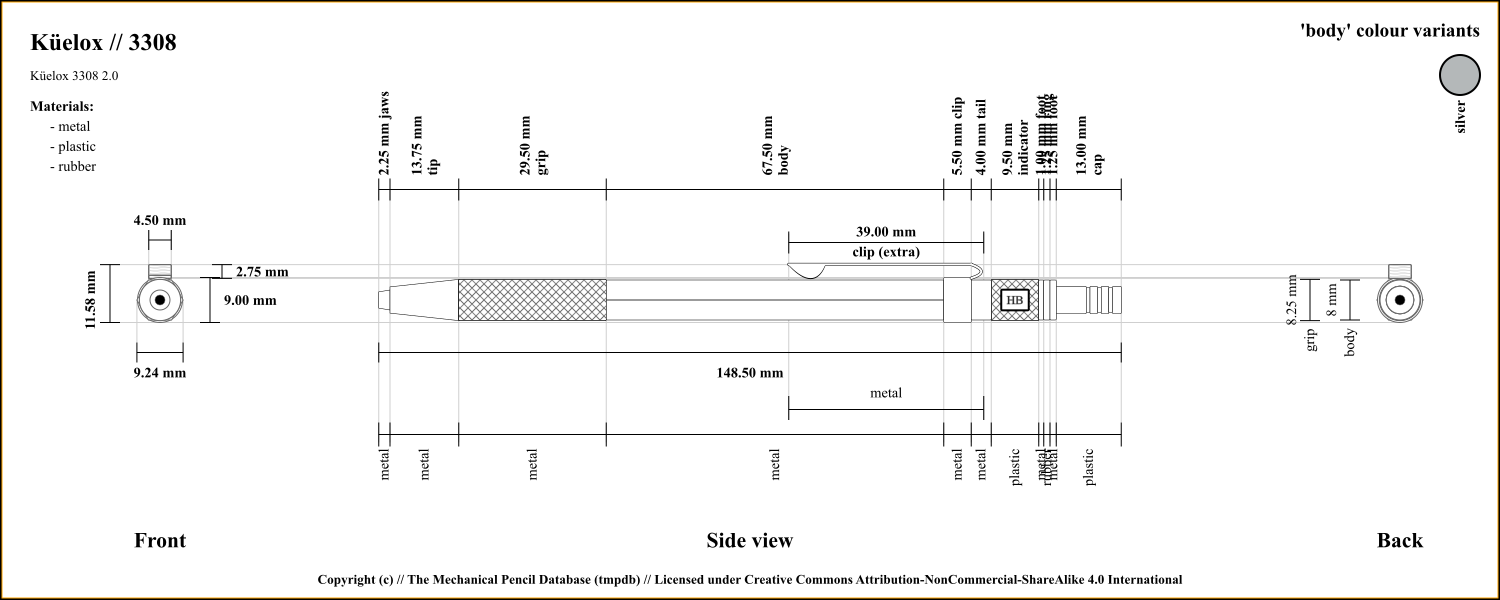 Küelox // 3308
'body' colour variants
Küelox 3308 2.0
silver
Materials:
- metal
- plastic
- rubber
2.25 mm jaws
13.75 mm
tip
29.50 mm
grip
67.50 mm
body
5.50 mm clip
4.00 mm tail
9.50 mm
indicator
1.25 mm foot
13.00 mm
cap
4.50 mm
39.00 mm
clip (extra)
2.75 mm
9.00 mm
11.58 mm
9.24 mm
HB
8.25 mm
grip
8 mm
body
148.50 mm
metal
metal
metal
metal
metal
metal
metal
plastic
metal
rubber
metal
plastic
Front
Side view
Back
Copyright (c) // The Mechanical Pencil Database (tmpdb) // Licensed under Creative Commons Attribution-NonCommercial-ShareAlike 4.0 International